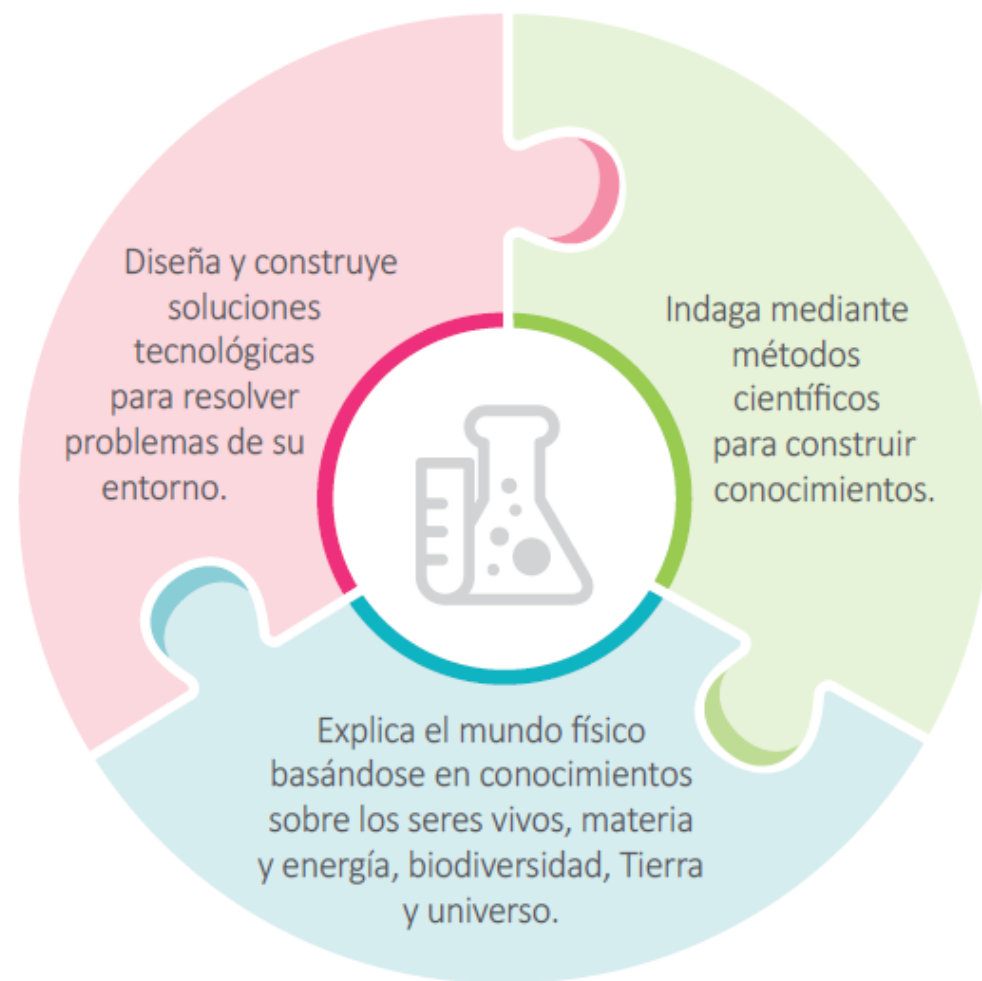 Diseña y construye
soluciones
tecnológicas
para resolver
problemas de su
entorno.
Indaga mediante
métodos
científicos
para construir
conocimientos.
Explica el mundo físico
basándose en conocimientos
sobre los seres vivos, materia
y energía, biodiversidad, Tierra
y universo.